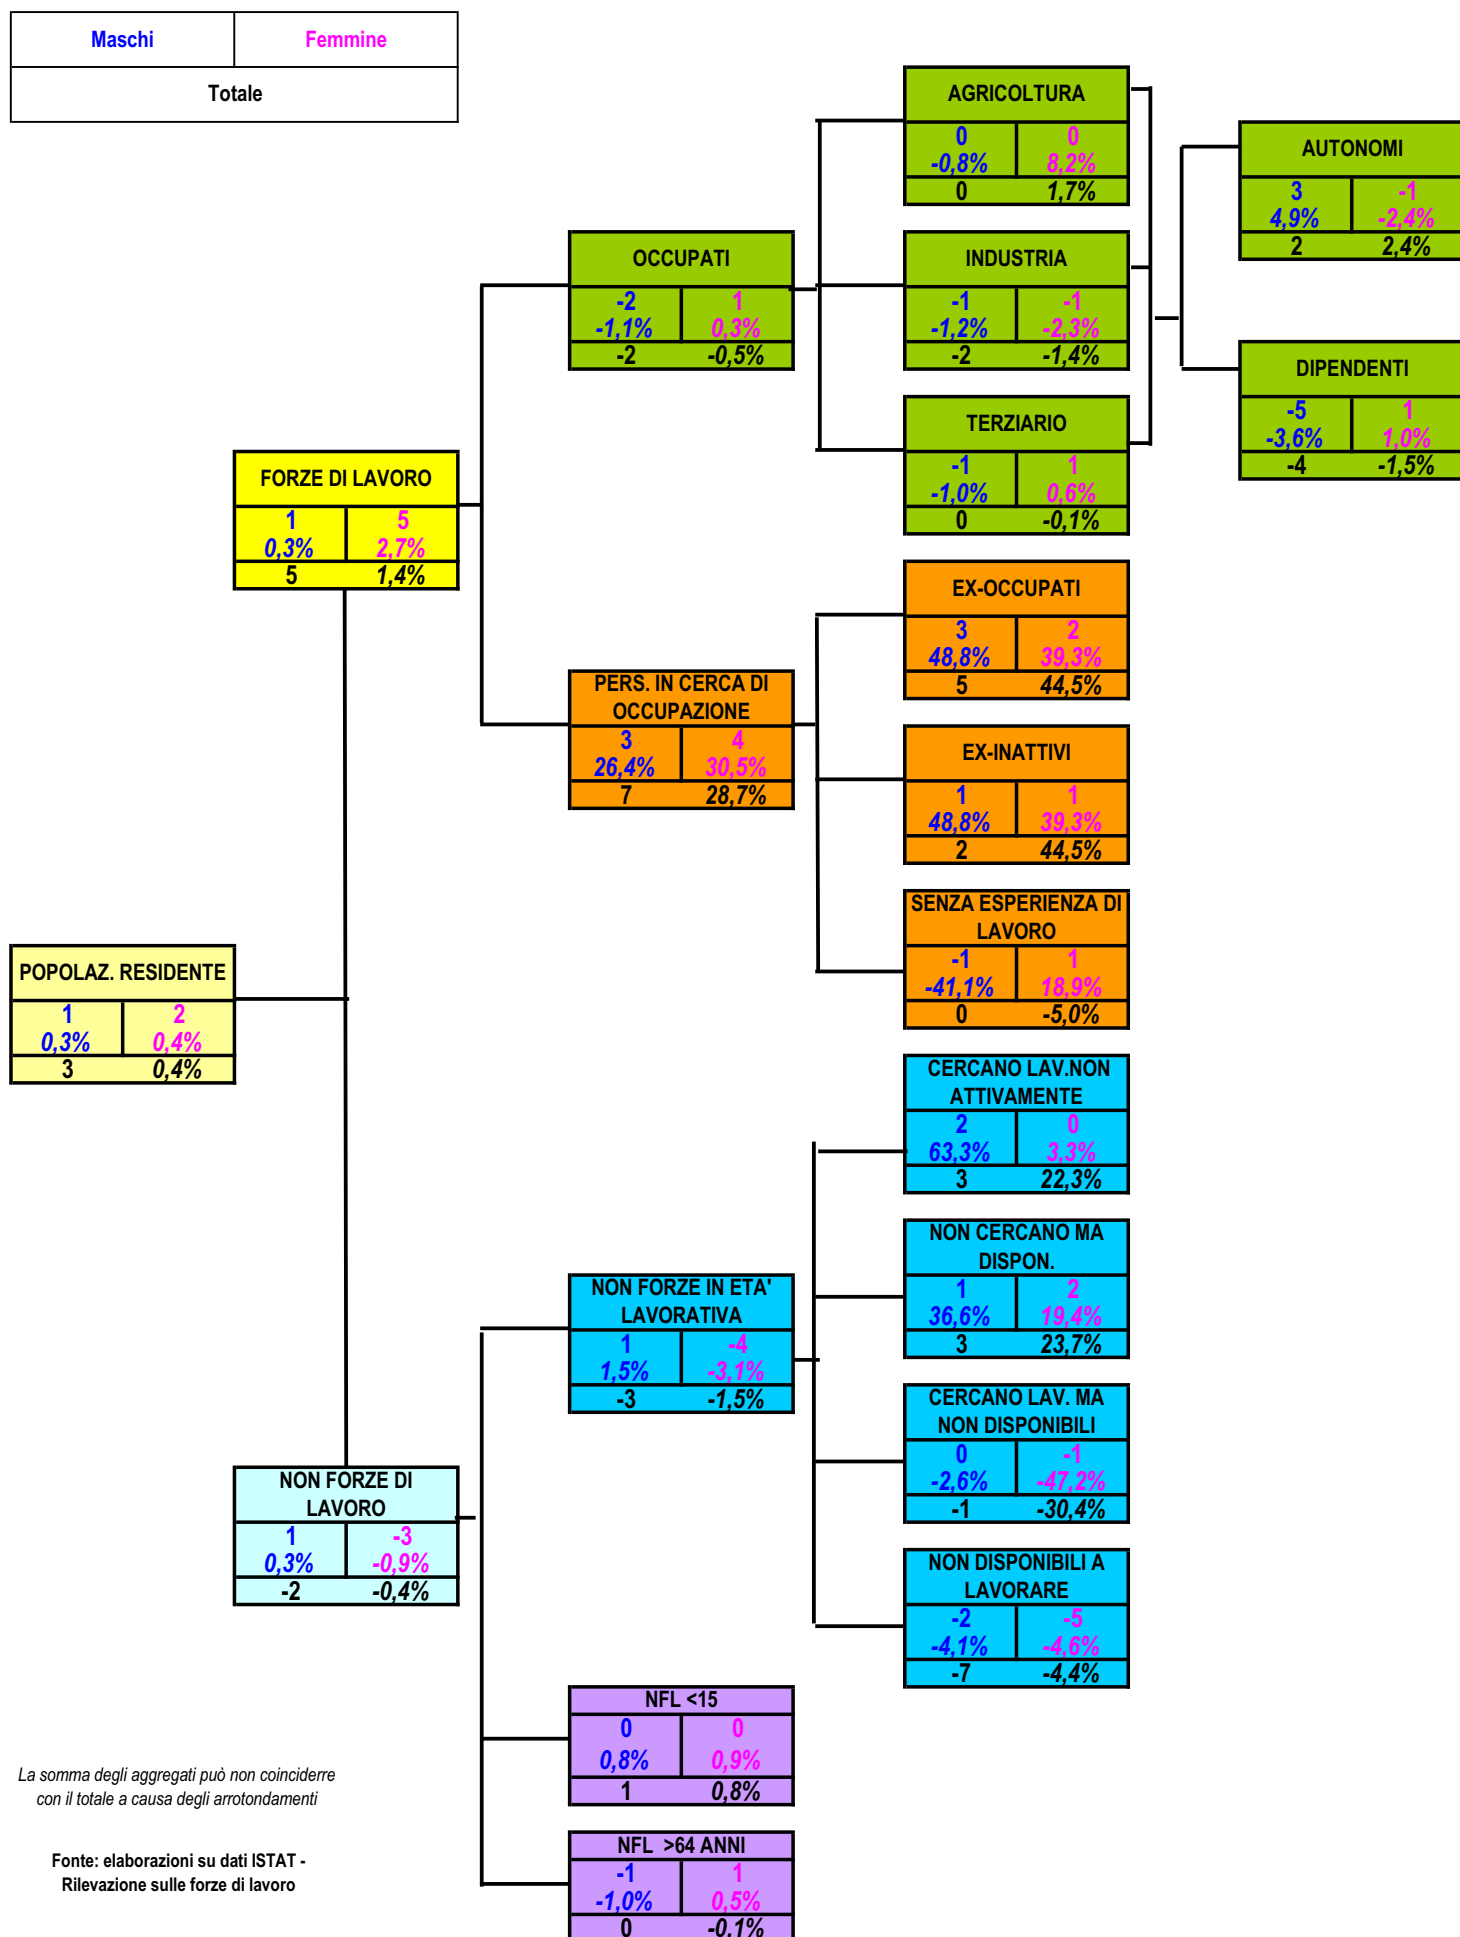 Maschi Femmine
Totale
AGRICOLTURA
0 0
-0,8% 8,2%
0 1,7%
AUTONOMI
3 -1
4,9% -2,4%
2 2,4%
OCCUPATI
-2 1
-1,1% 0,3%
-2 -0,5%
INDUSTRIA
-1 -1
-1,2% -2,3%
-2 -1,4%
DIPENDENTI
-5 1
-3,6% 1,0%
-4 -1,5%
TERZIARIO
-1 1
-1,0% 0,6%
0 -0,1%
FORZE DI LAVORO
1 5
0,3% 2,7%
5 1,4%
EX-OCCUPATI
3 2
48,8% 39,3%
5 44,5%
PERS. IN CERCA DI
OCCUPAZIONE
3 4
26,4% 30,5%
7 28,7%
EX-INATTIVI
1 1
48,8% 39,3%
2 44,5%
SENZA ESPERIENZA DI
LAVORO
-1 1
-41,1% 18,9%
0 -5,0%
POPOLAZ. RESIDENTE
1 2
0,3% 0,4%
3 0,4%
CERCANO LAV.NON
ATTIVAMENTE
2 0
63,3% 3,3%
3 22,3%
NON CERCANO MA
DISPON.
1 2
36,6% 19,4%
3 23,7%
NON FORZE IN ETA'
LAVORATIVA
1 -4
1,5% -3,1%
-3 -1,5%
CERCANO LAV. MA
NON DISPONIBILI
0 -1
-2,6% -47,2%
-1 -30,4%
NON FORZE DI
LAVORO
1 -3
0,3% -0,9%
-2 -0,4%
NON DISPONIBILI A
LAVORARE
-2 -5
-4,1% -4,6%
-7 -4,4%
NFL <15
0 0
0,8% 0,9%
1 0,8%
NFL >64 ANNI
-1 1
-1,0% 0,5%
0 -0,1%
La somma degli aggregati può non coinciderre
con il totale a causa degli arrotondamenti
Fonte: elaborazioni su dati ISTAT -
Rilevazione sulle forze di lavoro